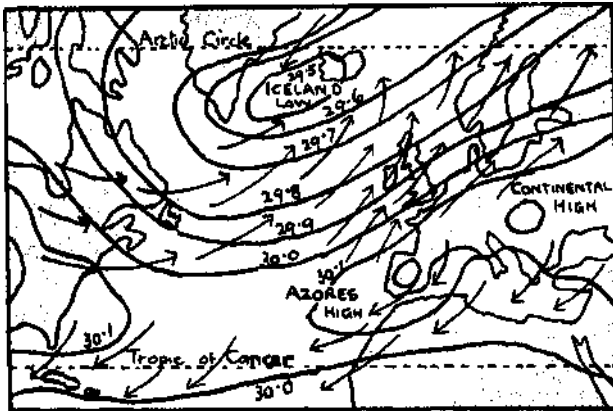 Arctic Circle
29.5
ICELAND
LOW
29.6
29.7
29.8
29.9
30.0
CONTINENTAL
HIGH
30.1
AZORES
HIGH
30.1
Tropic of Cancer
30.0